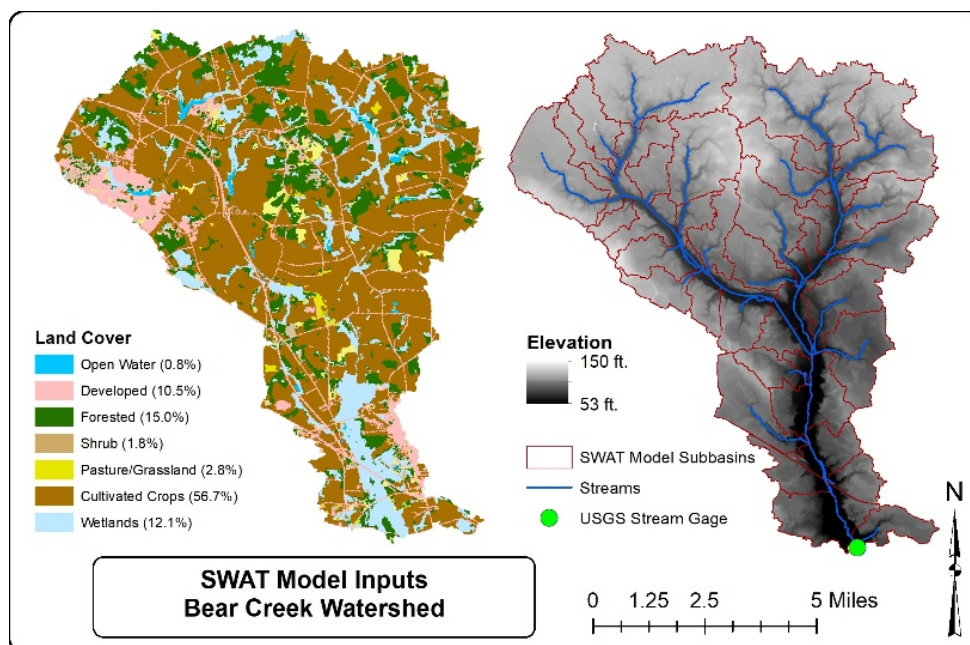 Land Cover
Open Water (0.8%)
Developed (10.5%)
Forested (15.0%)
Shrub (1.8%)
Pasture/Grassland (2.8%)
Cultivated Crops (56.7%)
Wetlands (12.1%)
SWAT Model Inputs
Bear Creek Watershed
Elevation
150 ft.
53 ft.
SWAT Model Subbasins
Streams
USGS Stream Gage
N
0 1.25 2.5 5 Miles